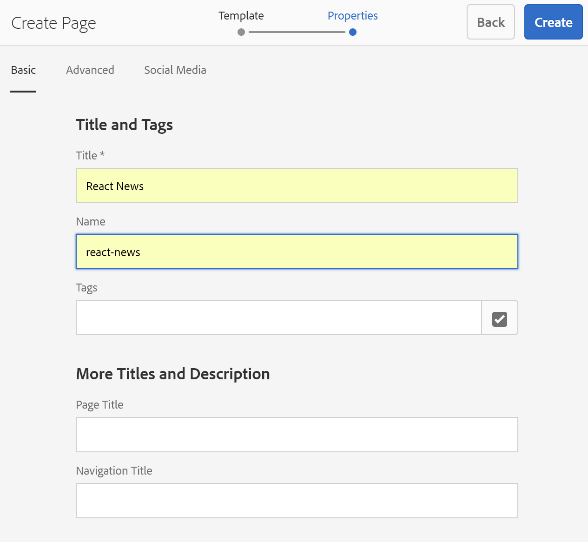 Create Page
Template
Properties
Back
Create
Basic
Advanced
Social Media
Title and Tags
Title *
React News
Name
react-news
Tags
More Titles and Description
Page Title
Navigation Title